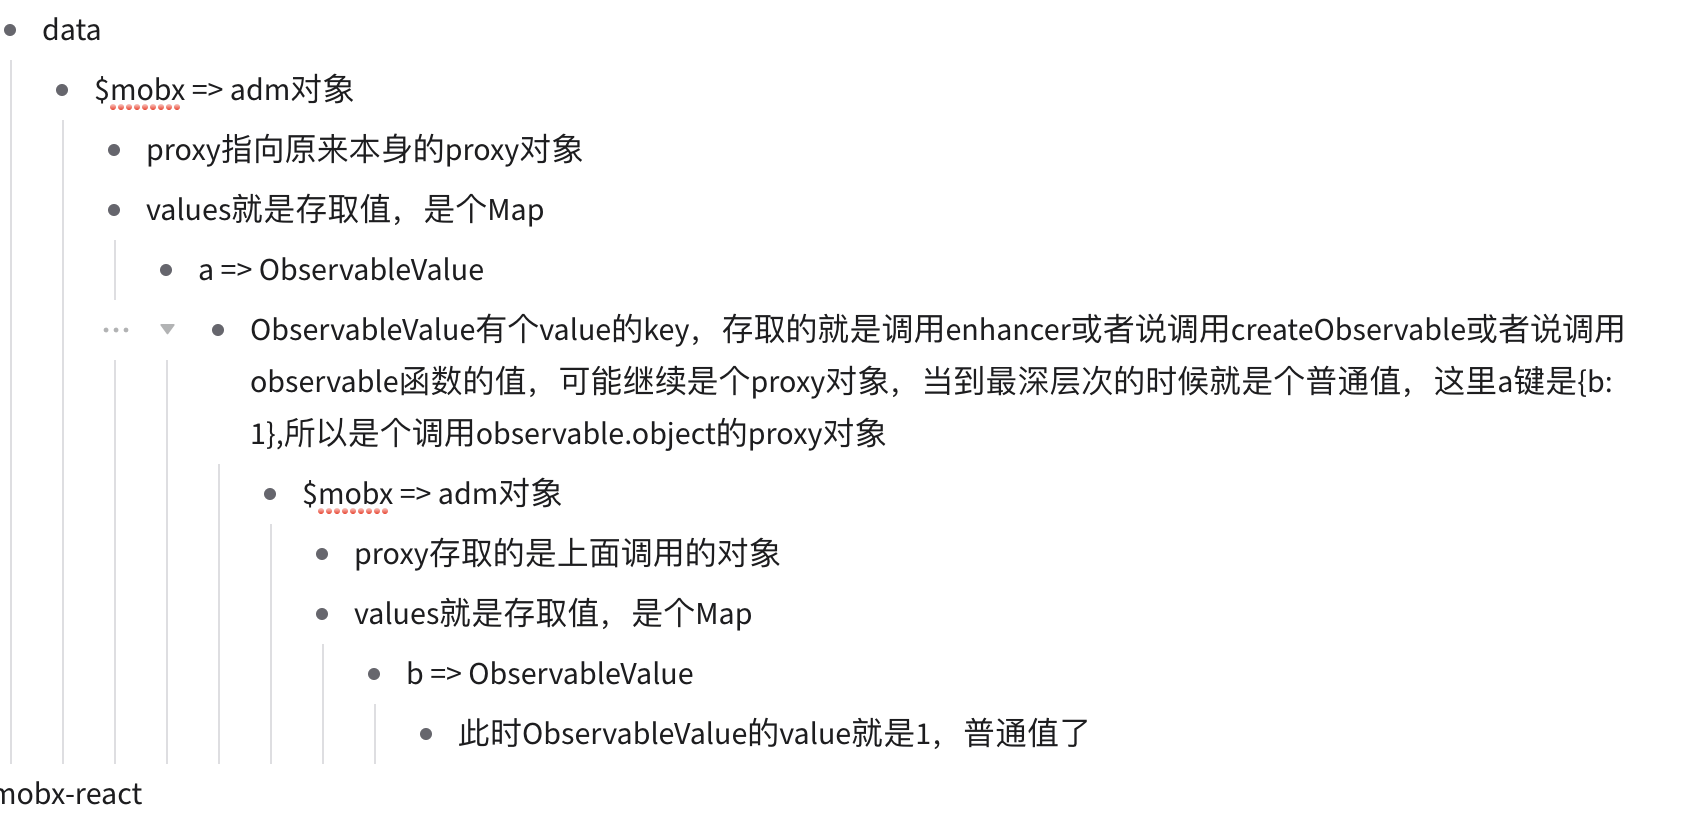 data
$mobx => adm对象
proxy指向原来本身的proxy对象
values就是存取值，是个Map
a => ObservableValue
ObservableValue有个value的key，存取的就是调用enhancer或者说调用createObservable或者说调用
observable函数的值，可能继续是个proxy对象，当到最深层次的时候就是个普通值，这里a键是{b:
1},所以是个调用observable.object的proxy对象
$mobx => adm对象
proxy存取的是上面调用的对象
values就是存取值，是个Map
b => ObservableValue
此时ObservableValue的value就是1，普通值了
mobx-react